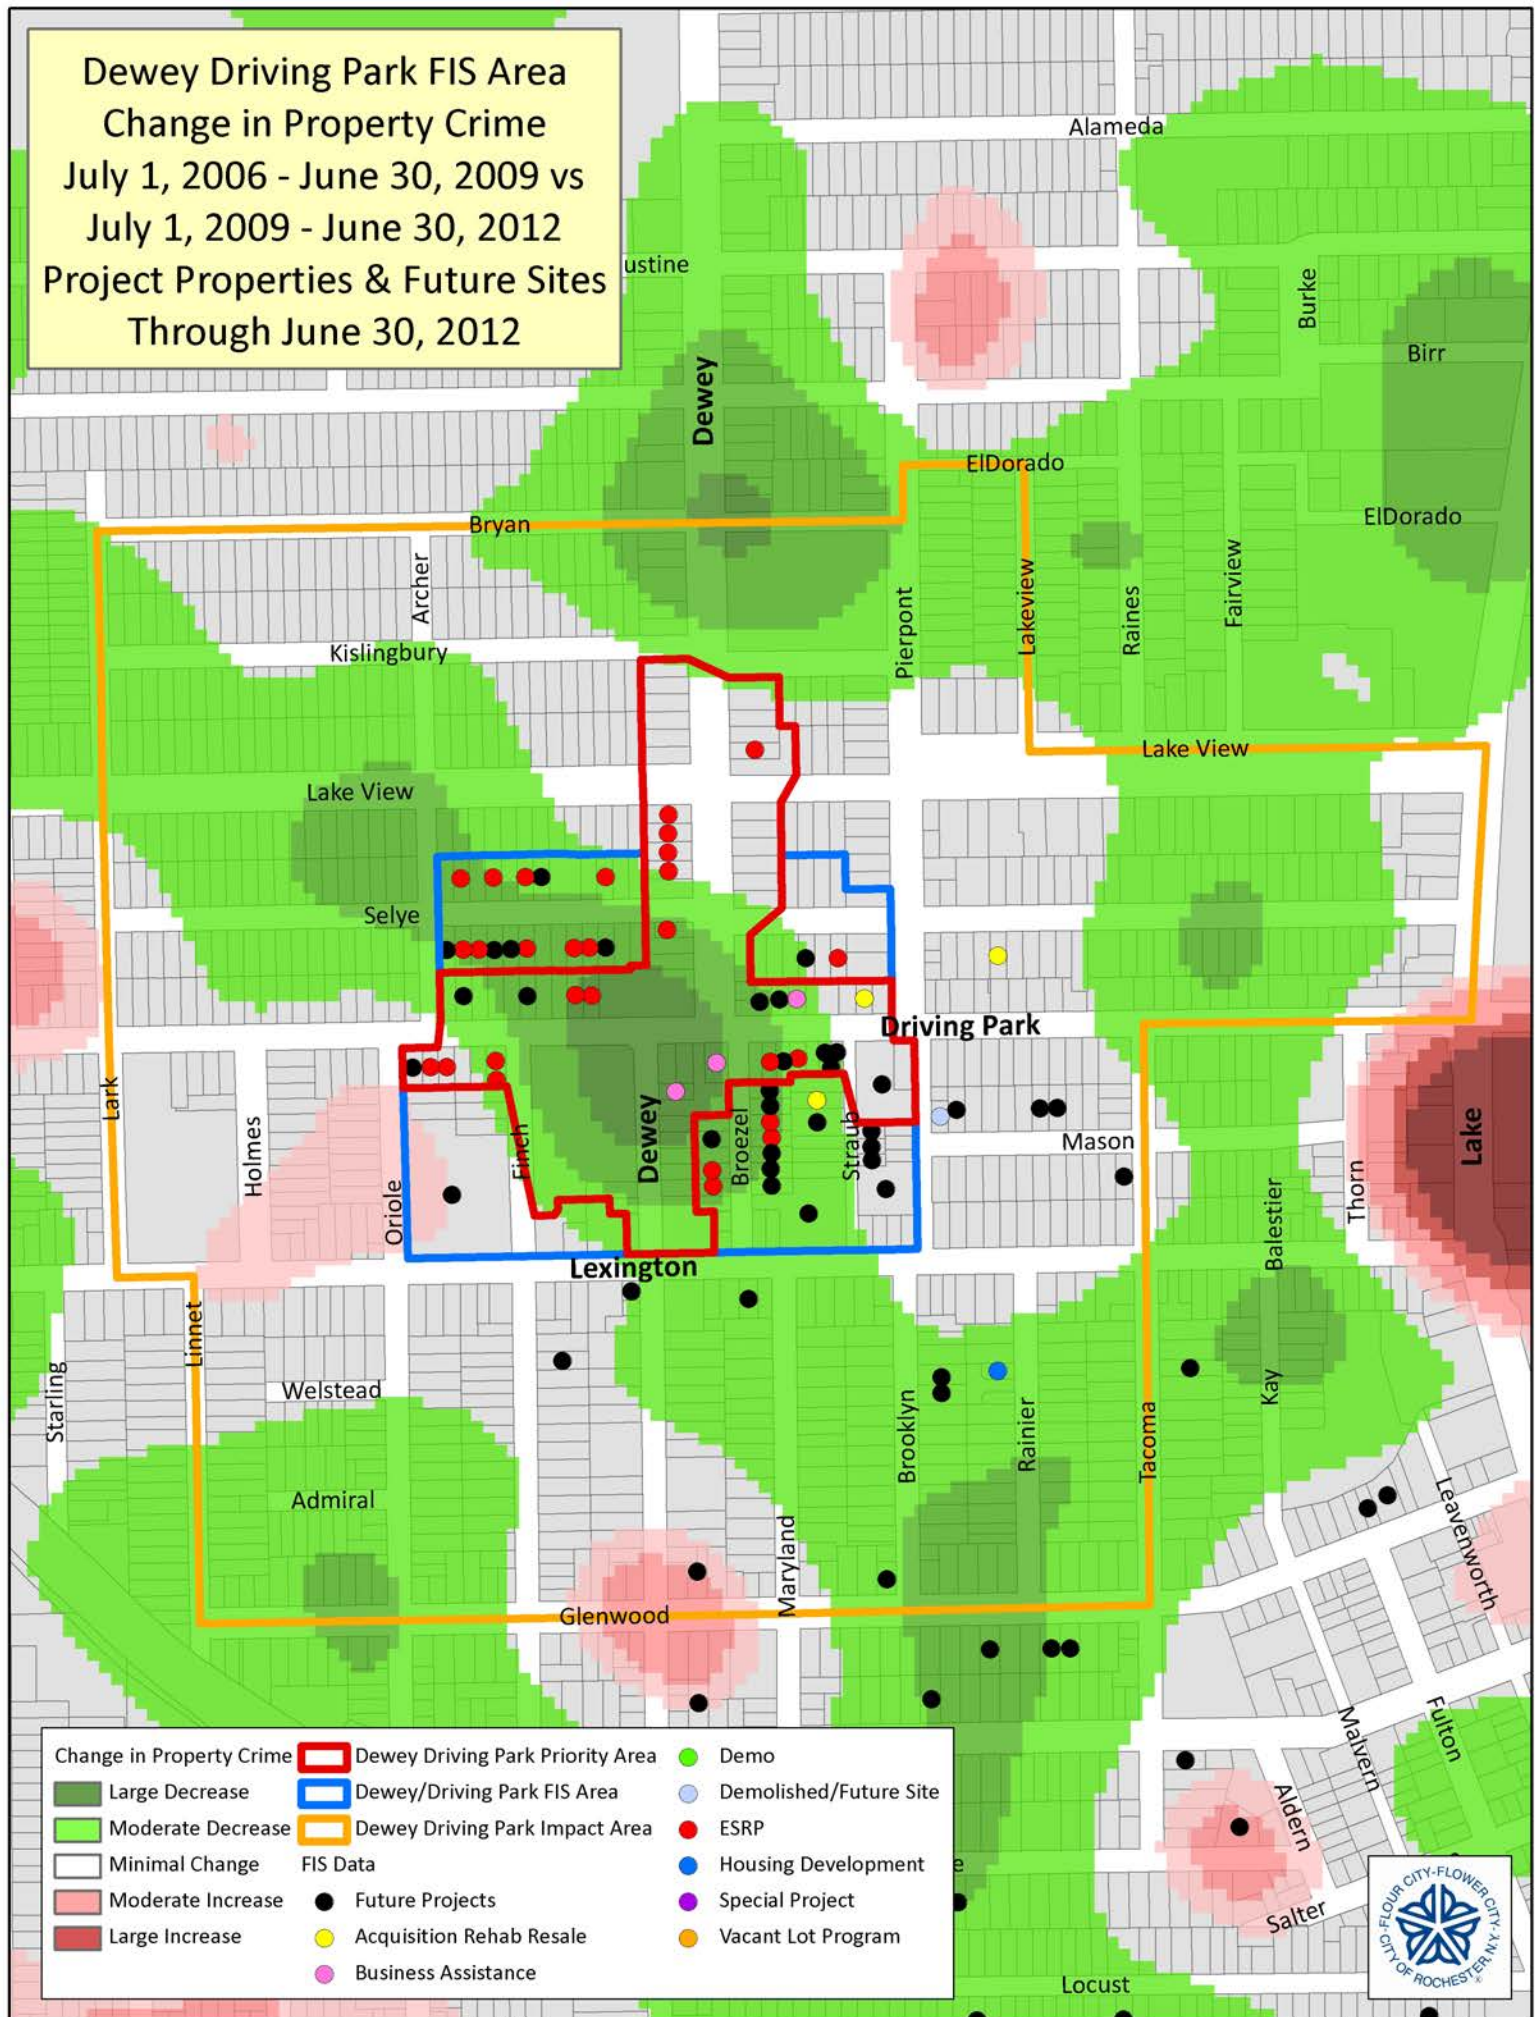 Dewey Driving Park FIS Area
Change in Property Crime
July 1, 2006 - June 30, 2009 vs
July 1, 2009 - June 30, 2012
Project Properties & Future Sites
Through June 30, 2012
Alameda
ustine
Burke
Birr
Dewey
ElDorado
ElDorado
Bryan
Archer
Fairview
Pierpont
Lakeview
Raines
Kislingbury
Lake View
Lake View
Selye
Driving Park
Lark
Holmes
Oriole
Finch
Dewey
Broezel
Straub
Mason
Lake
Thorn
Balestier
Lexington
Linnet
Starling
Welstead
Brooklyn
Rainier
Tacoma
Kay
Admiral
Maryland
Leavenworth
Glenwood
Malvern
Fulton
Aldern
Salter
e
Locust
Change in Property Crime
Large Decrease
Moderate Decrease
Minimal Change
Moderate Increase
Large Increase
Dewey Driving Park Priority Area
Dewey/Driving Park FIS Area
Dewey Driving Park Impact Area
FIS Data
Future Projects
Acquisition Rehab Resale
Business Assistance
Demo
Demolished/Future Site
ESRP
Housing Development
Special Project
Vacant Lot Program
·FLOUR CITY-FLOWER CITY·
CITY OF ROCHESTER, N.Y.